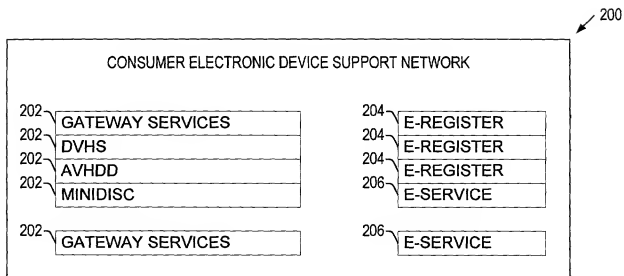 200
CONSUMER ELECTRONIC DEVICE SUPPORT NETWORK
202 GATEWAY SERVICES 204 E-REGISTER
202 DVHS 204 E-REGISTER
202 AVHDD 204 E-REGISTER
202 MINIDISC 206 E-SERVICE
202 GATEWAY SERVICES 206 E-SERVICE